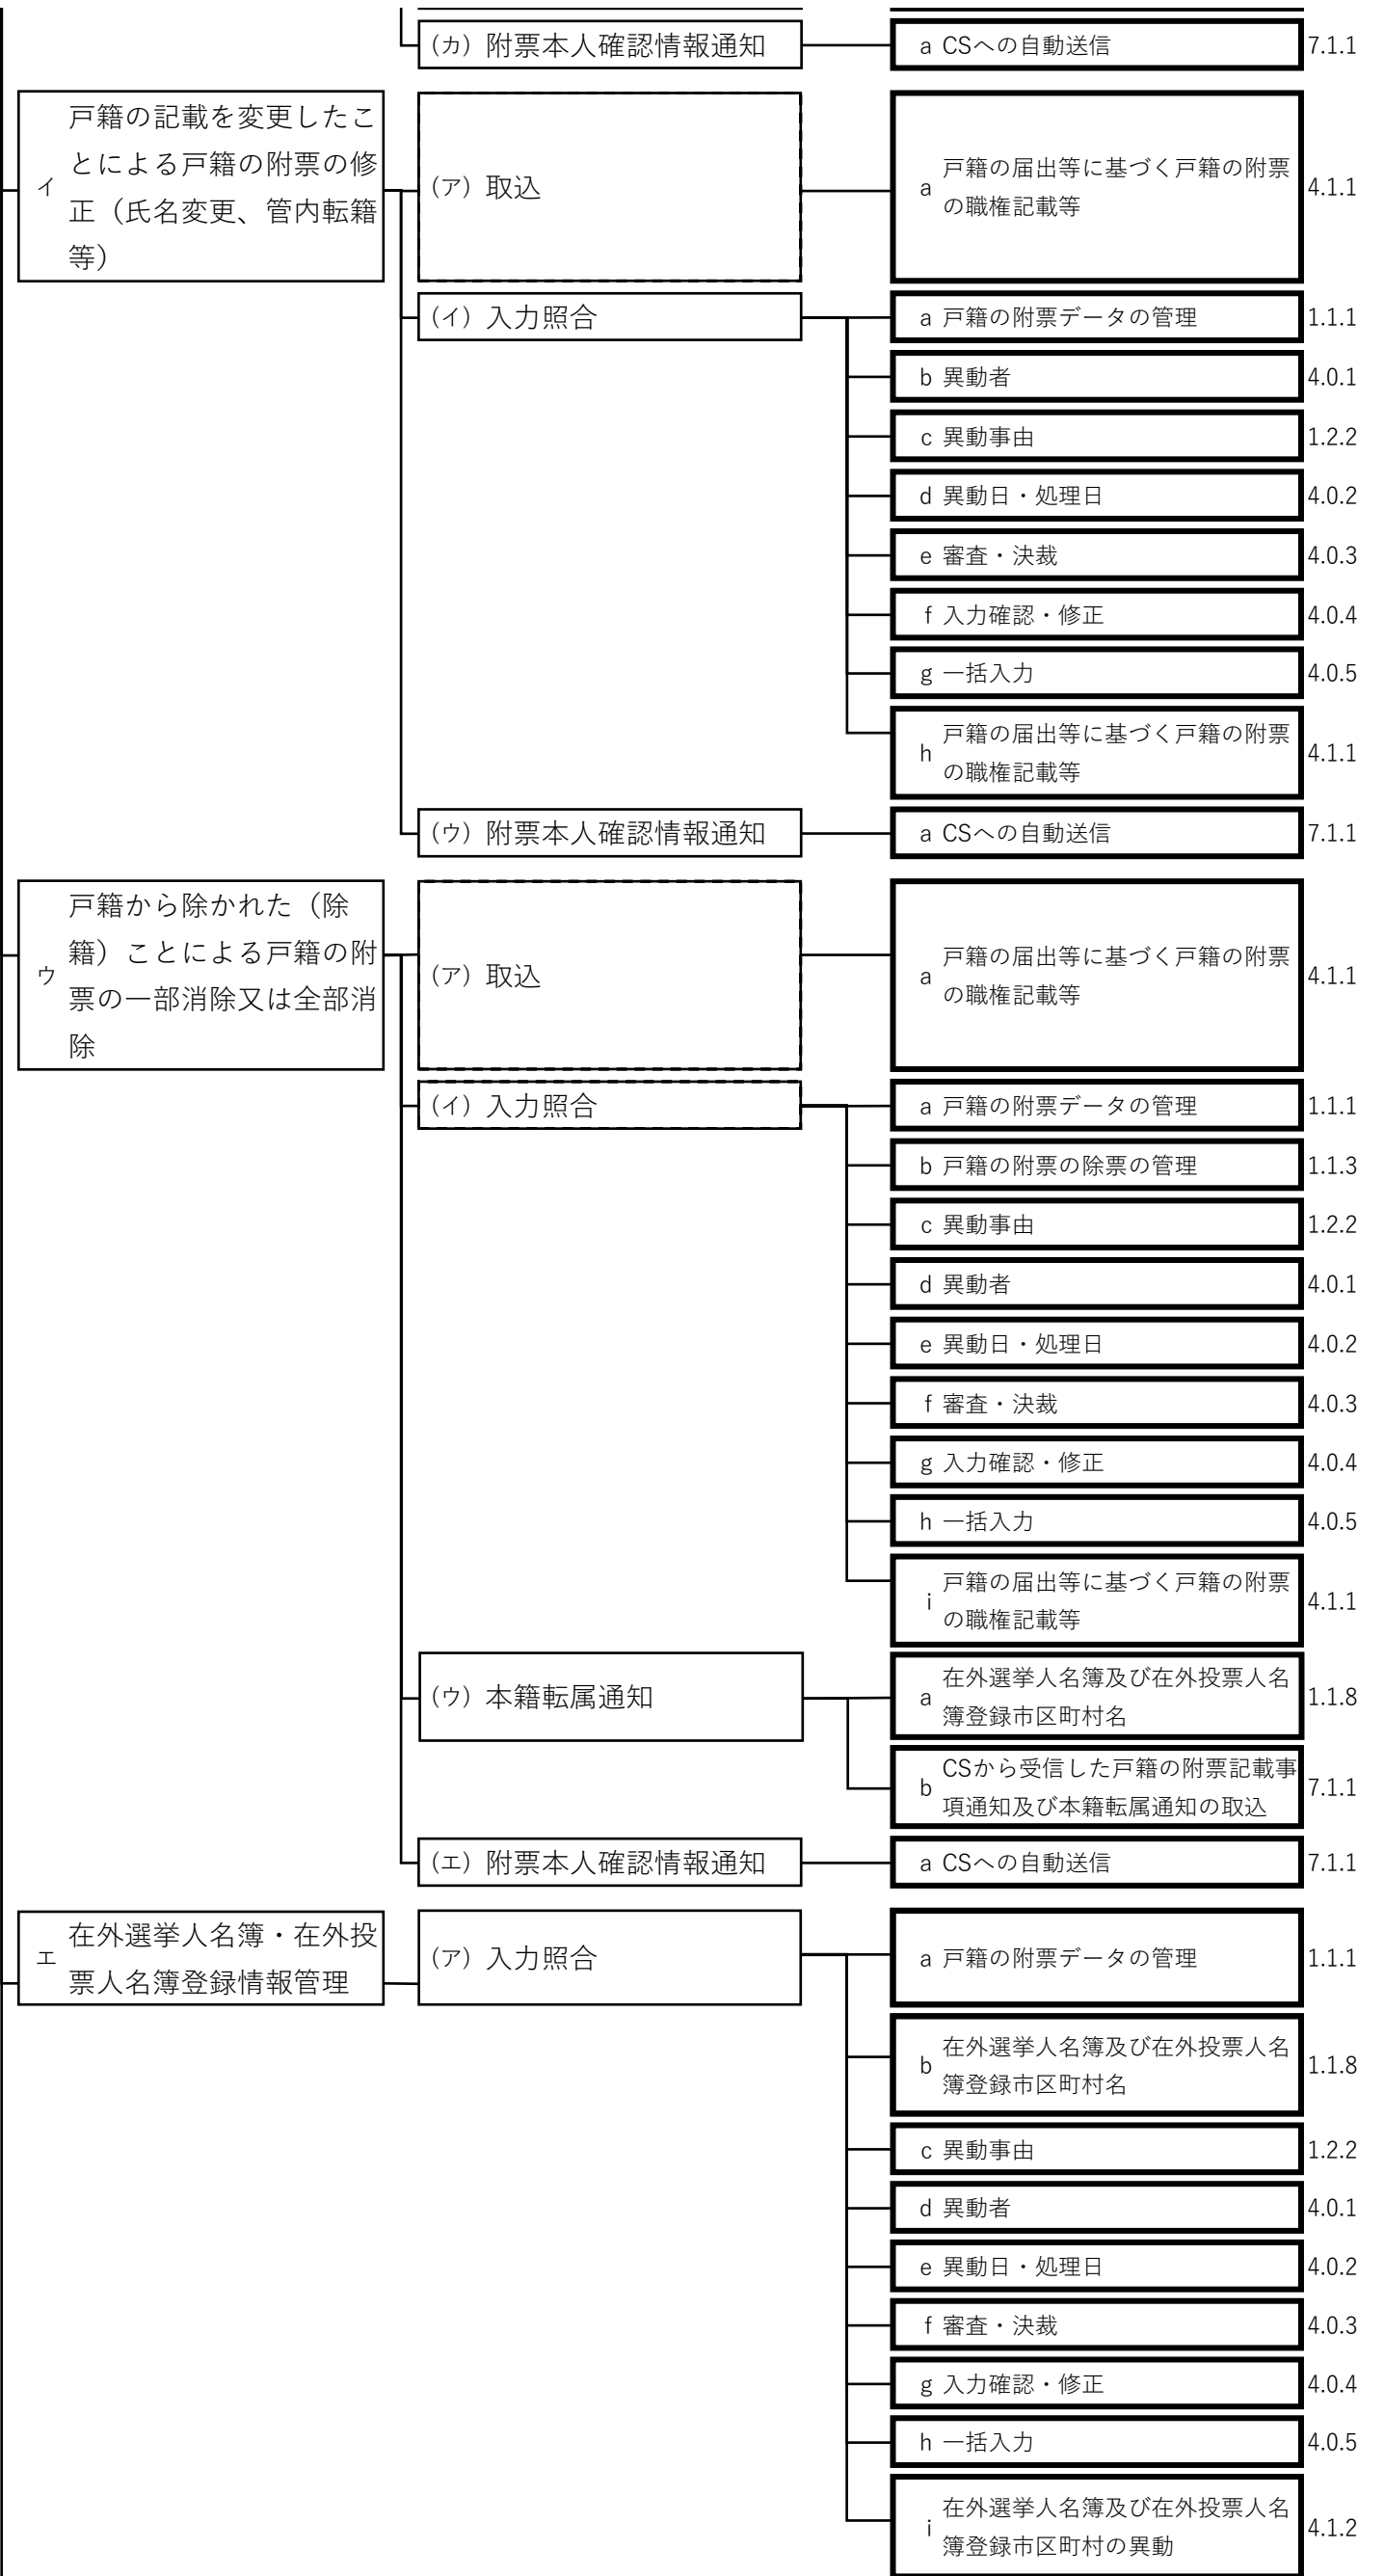 (カ) 附票本人確認情報通知
a CSへの自動送信
7.1.1
イ
戸籍の記載を変更したこ
とによる戸籍の附票の修
正（氏名変更、管内転籍
等）
(ア) 取込
a
戸籍の届出等に基づく戸籍の附票
の職権記載等
4.1.1
(イ) 入力照合
a 戸籍の附票データの管理
1.1.1
b 異動者
4.0.1
c 異動事由
1.2.2
d 異動日・処理日
4.0.2
e 審査・決裁
4.0.3
f 入力確認・修正
4.0.4
g 一括入力
4.0.5
h
戸籍の届出等に基づく戸籍の附票
の職権記載等
4.1.1
(ウ) 附票本人確認情報通知
a CSへの自動送信
7.1.1
ウ
戸籍から除かれた（除
籍）ことによる戸籍の附
票の一部消除又は全部消
除
(ア) 取込
a
戸籍の届出等に基づく戸籍の附票
の職権記載等
4.1.1
(イ) 入力照合
a 戸籍の附票データの管理
1.1.1
b 戸籍の附票の除票の管理
1.1.3
c 異動事由
1.2.2
d 異動者
4.0.1
e 異動日・処理日
4.0.2
f 審査・決裁
4.0.3
g 入力確認・修正
4.0.4
h 一括入力
4.0.5
i
戸籍の届出等に基づく戸籍の附票
の職権記載等
4.1.1
(ウ) 本籍転属通知
a
在外選挙人名簿及び在外投票人名
簿登録市区町村名
1.1.8
b
CSから受信した戸籍の附票記載事
項通知及び本籍転属通知の取込
7.1.1
(エ) 附票本人確認情報通知
a CSへの自動送信
7.1.1
エ
在外選挙人名簿・在外投
票人名簿登録情報管理
(ア) 入力照合
a 戸籍の附票データの管理
1.1.1
b
在外選挙人名簿及び在外投票人名
簿登録市区町村名
1.1.8
c 異動事由
1.2.2
d 異動者
4.0.1
e 異動日・処理日
4.0.2
f 審査・決裁
4.0.3
g 入力確認・修正
4.0.4
h 一括入力
4.0.5
i
在外選挙人名簿及び在外投票人名
簿登録市区町村の異動
4.1.2